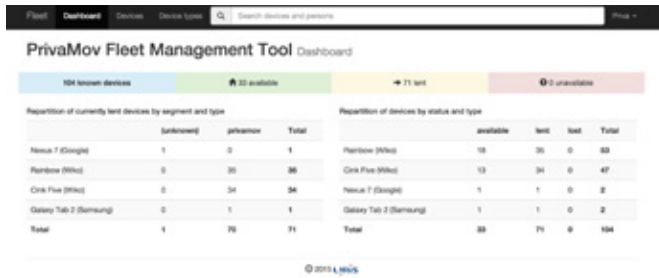 Fleet Dashboard Devices Device types Search devices and persons Priva
PrivaMov Fleet Management Tool Dashboard
104 known devices 33 available 71 lent 0 unavailable
Repartition of currently lent devices by segment and type
(unknown) privamov Total
Nexus 7 (Google) 1 0 1
Rainbow (Wiko) 0 35 35
Cink Five (Wiko) 0 34 34
Galaxy Tab 2 (Samsung) 0 1 1
Total 1 70 71
Repartition of devices by status and type
available lent lost Total
Rainbow (Wiko) 18 35 0 53
Cink Five (Wiko) 13 34 0 47
Nexus 7 (Google) 1 1 0 2
Galaxy Tab 2 (Samsung) 1 1 0 2
Total 33 71 0 104
© 2015 LIRIS